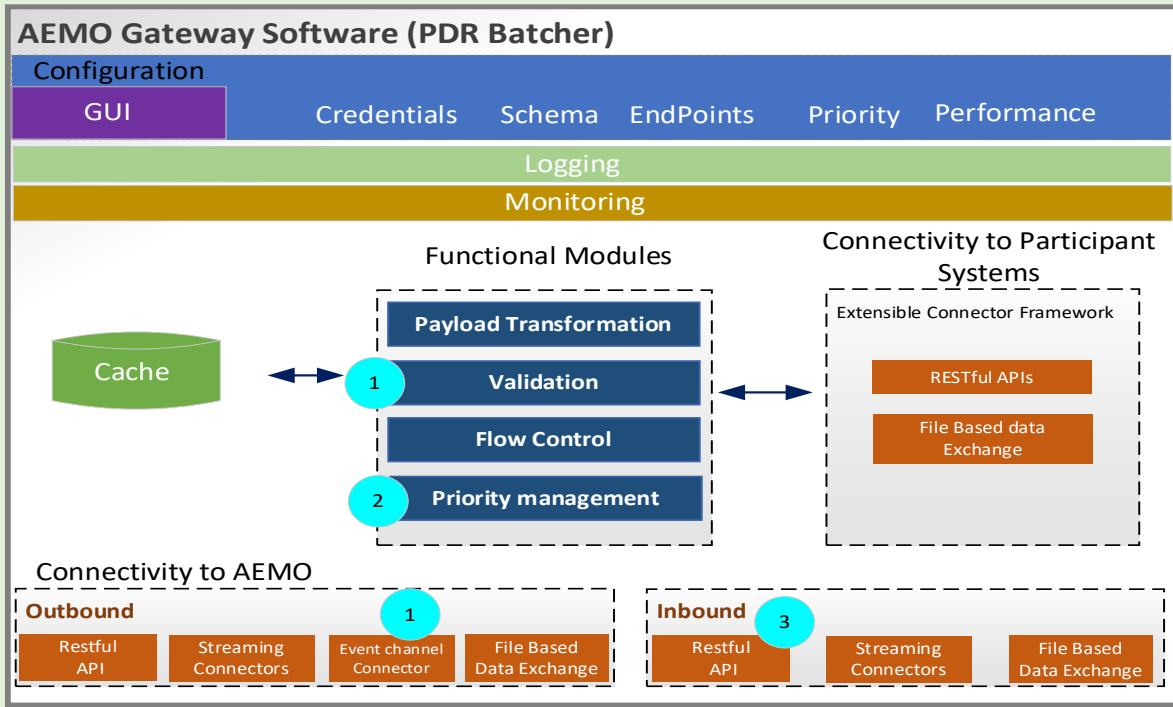 AEMO Gateway Software (PDR Batcher)
Configuration
GUI
Credentials
Schema
EndPoints
Priority
Performance
Logging
Monitoring
Functional Modules
Connectivity to Participant
Systems
Cache
Payload Transformation
1
Validation
Flow Control
2
Priority management
Extensible Connector Framework
RESTful APIs
File Based data
Exchange
Connectivity to AEMO
Outbound
1
Restful
API
Streaming
Connectors
Event channel
Connector
File Based
Data Exchange
Inbound
3
Restful
API
Streaming
Connectors
File Based
Data Exchange